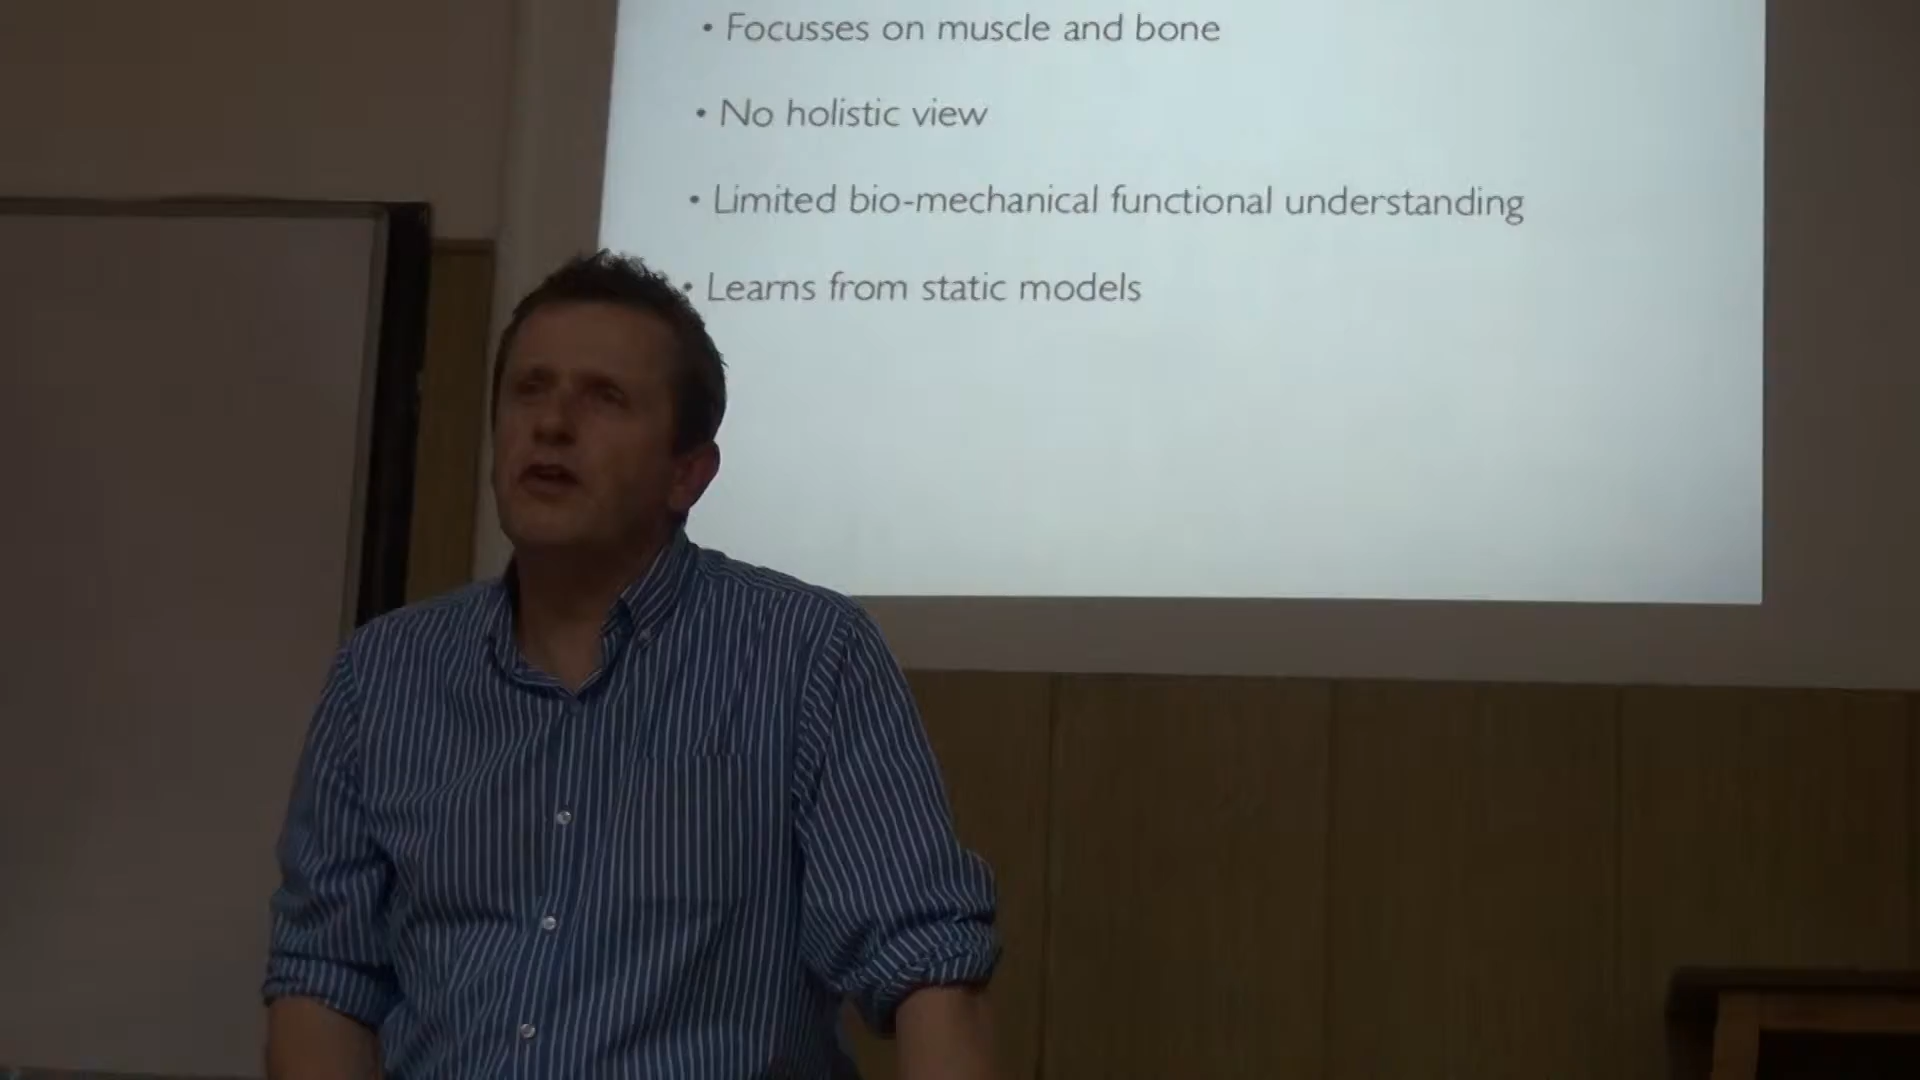 • Focusses on muscle and bone
• No holistic view
• Limited bio-mechanical functional understanding
• Learns from static models